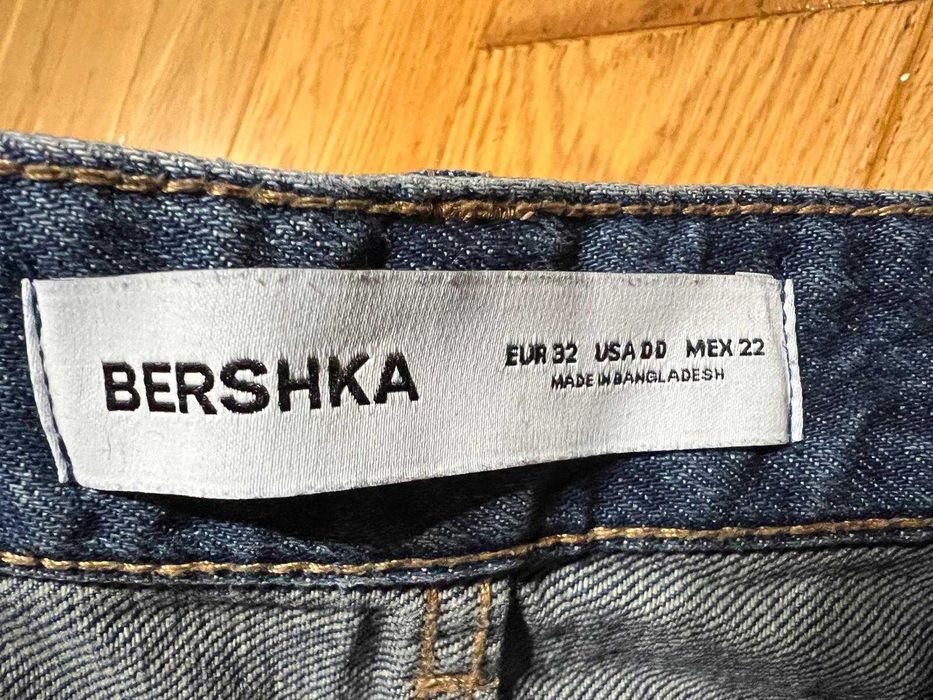 BERSHKA
EUR 32 USA 00 MEX 22
MADE IN BANGLADESH